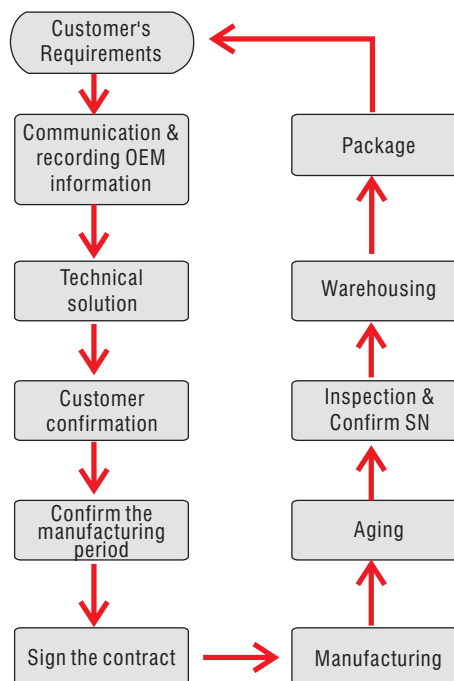 Customer's
Requirements
Communication &
recording OEM
information
Technical
solution
Customer
confirmation
Confirm the
manufacturing
period
Sign the contract
Manufacturing
Aging
Inspection &
Confirm SN
Warehousing
Package